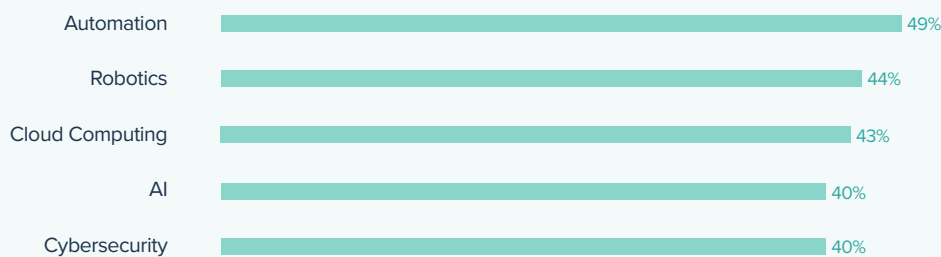 Automation 49%
Robotics 44%
Cloud Computing 43%
AI 40%
Cybersecurity 40%